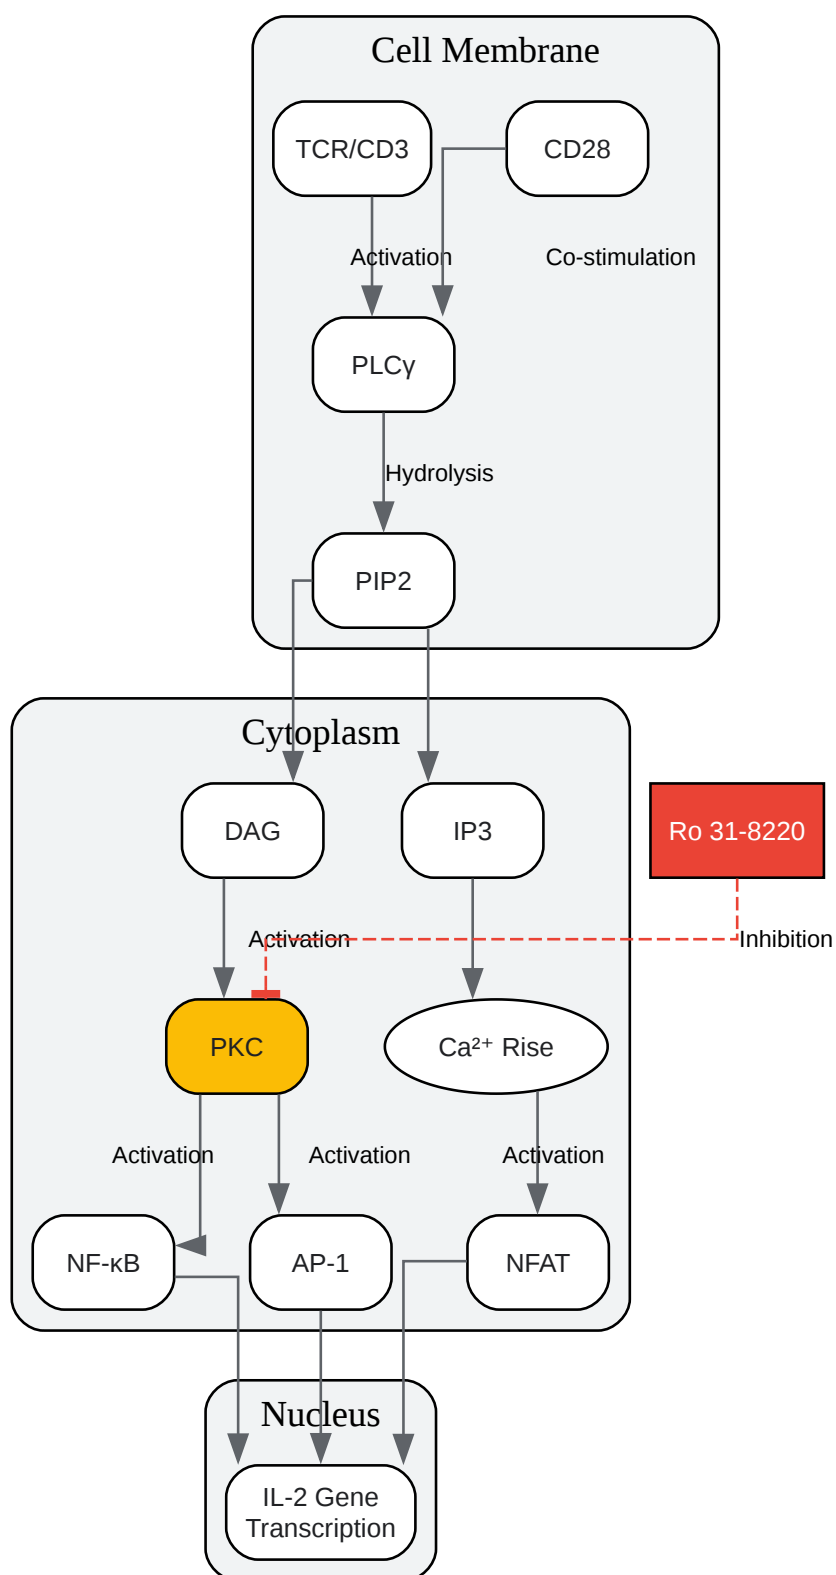 Cell Membrane
TCR/CD3
CD28
Activation
Co-stimulation
PLCγ
Hydrolysis
PIP2
Cytoplasm
DAG
IP3
Ro 31-8220
Activation
Inhibition
PKC
Ca²⁺ Rise
Activation
Activation
Activation
NF-κB
AP-1
NFAT
Nucleus
IL-2 Gene
Transcription